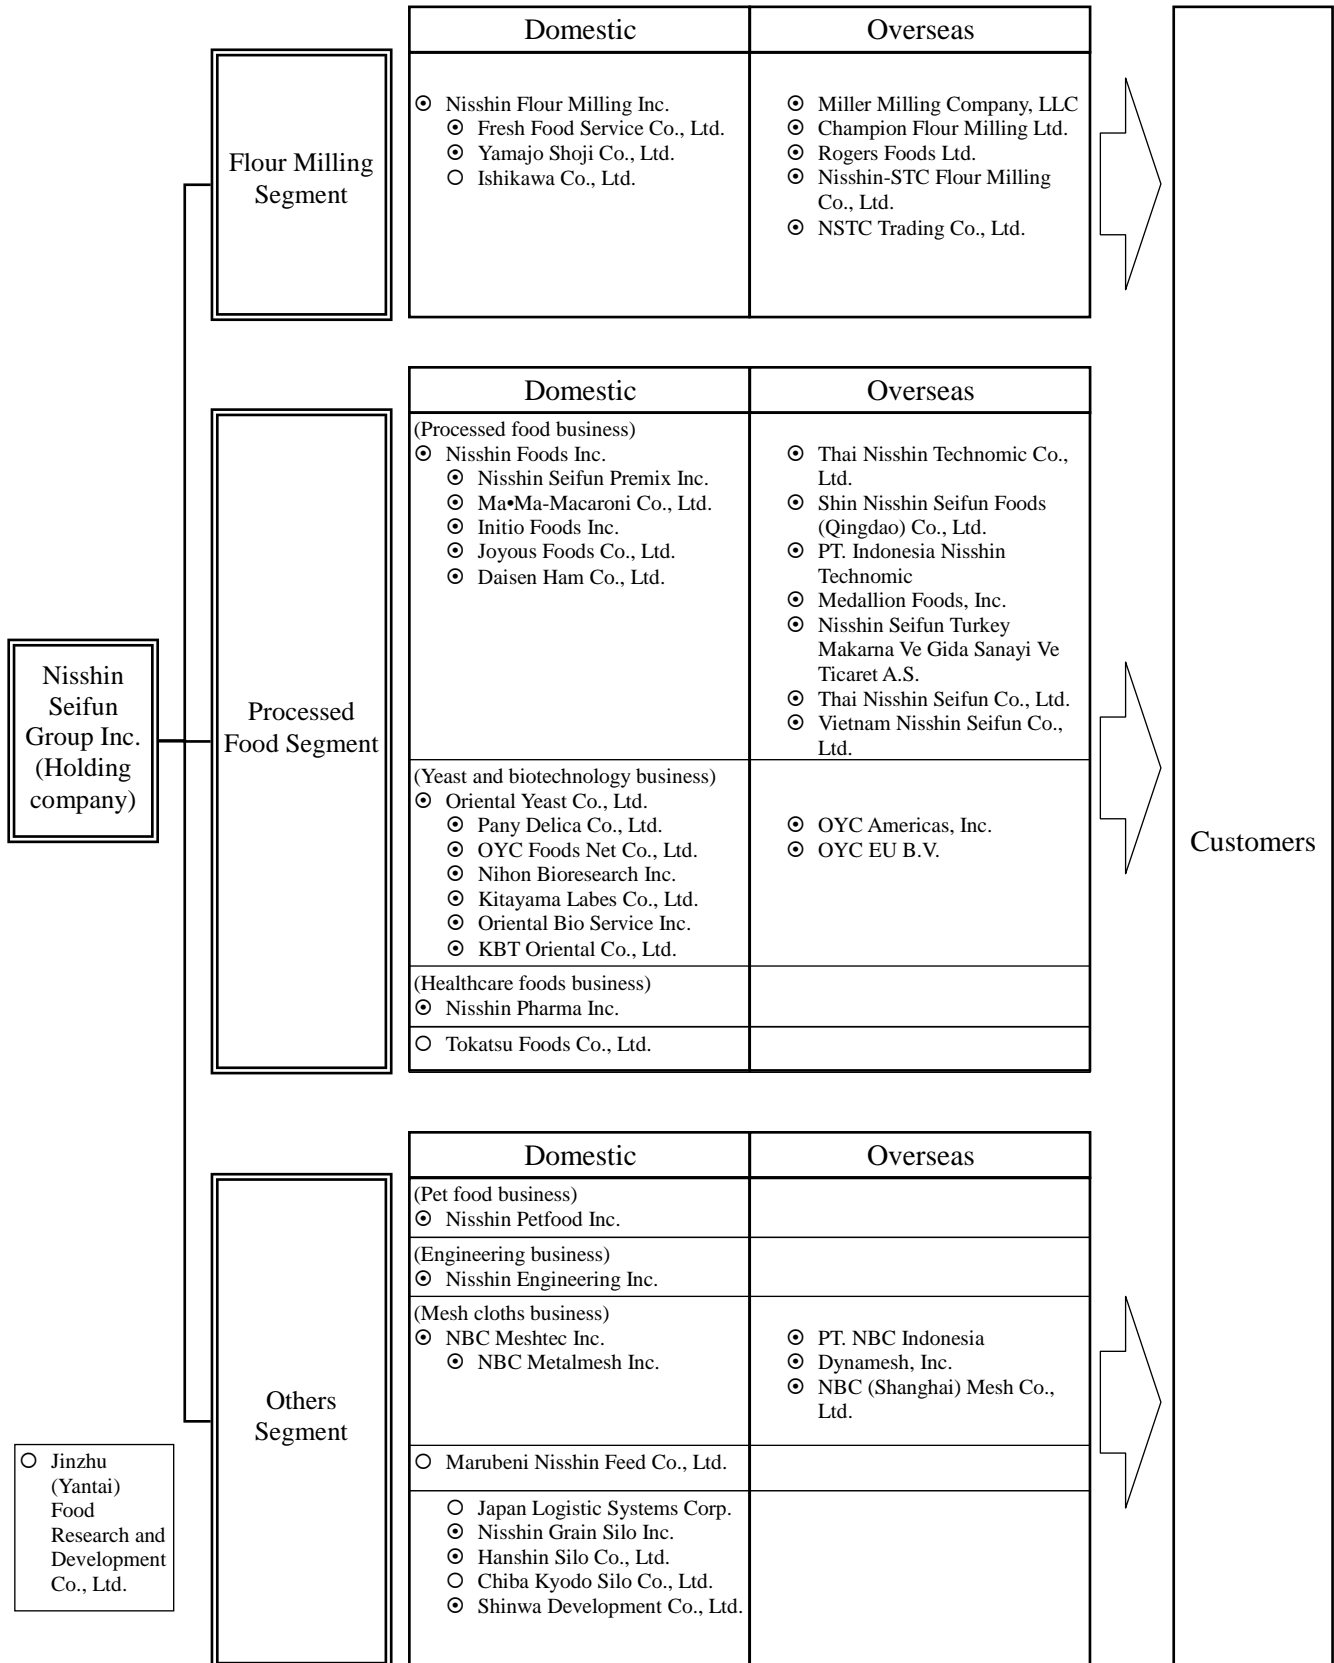 Domestic
Overseas
Flour Milling
Segment
⊙ Nisshin Flour Milling Inc.
⊙ Fresh Food Service Co., Ltd.
⊙ Yamajo Shoji Co., Ltd.
○ Ishikawa Co., Ltd.
⊙ Miller Milling Company, LLC
⊙ Champion Flour Milling Ltd.
⊙ Rogers Foods Ltd.
⊙ Nisshin-STC Flour Milling
Co., Ltd.
⊙ NSTC Trading Co., Ltd.
Domestic
Overseas
Nisshin
Seifun
Group Inc.
(Holding
company)
Processed
Food Segment
(Processed food business)
⊙ Nisshin Foods Inc.
⊙ Nisshin Seifun Premix Inc.
⊙ Ma•Ma-Macaroni Co., Ltd.
⊙ Initio Foods Inc.
⊙ Joyous Foods Co., Ltd.
⊙ Daisen Ham Co., Ltd.
⊙ Thai Nisshin Technomic Co.,
Ltd.
⊙ Shin Nisshin Seifun Foods
(Qingdao) Co., Ltd.
⊙ PT. Indonesia Nisshin
Technomic
⊙ Medallion Foods, Inc.
⊙ Nisshin Seifun Turkey
Makarna Ve Gida Sanayi Ve
Ticaret A.S.
⊙ Thai Nisshin Seifun Co., Ltd.
⊙ Vietnam Nisshin Seifun Co.,
Ltd.
(Yeast and biotechnology business)
⊙ Oriental Yeast Co., Ltd.
⊙ Pany Delica Co., Ltd.
⊙ OYC Foods Net Co., Ltd.
⊙ Nihon Bioresearch Inc.
⊙ Kitayama Labes Co., Ltd.
⊙ Oriental Bio Service Inc.
⊙ KBT Oriental Co., Ltd.
⊙ OYC Americas, Inc.
⊙ OYC EU B.V.
(Healthcare foods business)
⊙ Nisshin Pharma Inc.
○ Tokatsu Foods Co., Ltd.
Customers
Domestic
Overseas
Others
Segment
(Pet food business)
⊙ Nisshin Petfood Inc.
(Engineering business)
⊙ Nisshin Engineering Inc.
(Mesh cloths business)
⊙ NBC Meshtec Inc.
⊙ NBC Metalmesh Inc.
⊙ PT. NBC Indonesia
⊙ Dynamesh, Inc.
⊙ NBC (Shanghai) Mesh Co.,
Ltd.
○ Marubeni Nisshin Feed Co., Ltd.
○ Japan Logistic Systems Corp.
⊙ Nisshin Grain Silo Inc.
⊙ Hanshin Silo Co., Ltd.
○ Chiba Kyodo Silo Co., Ltd.
⊙ Shinwa Development Co., Ltd.
○ Jinzhu
(Yantai)
Food
Research and
Development
Co., Ltd.